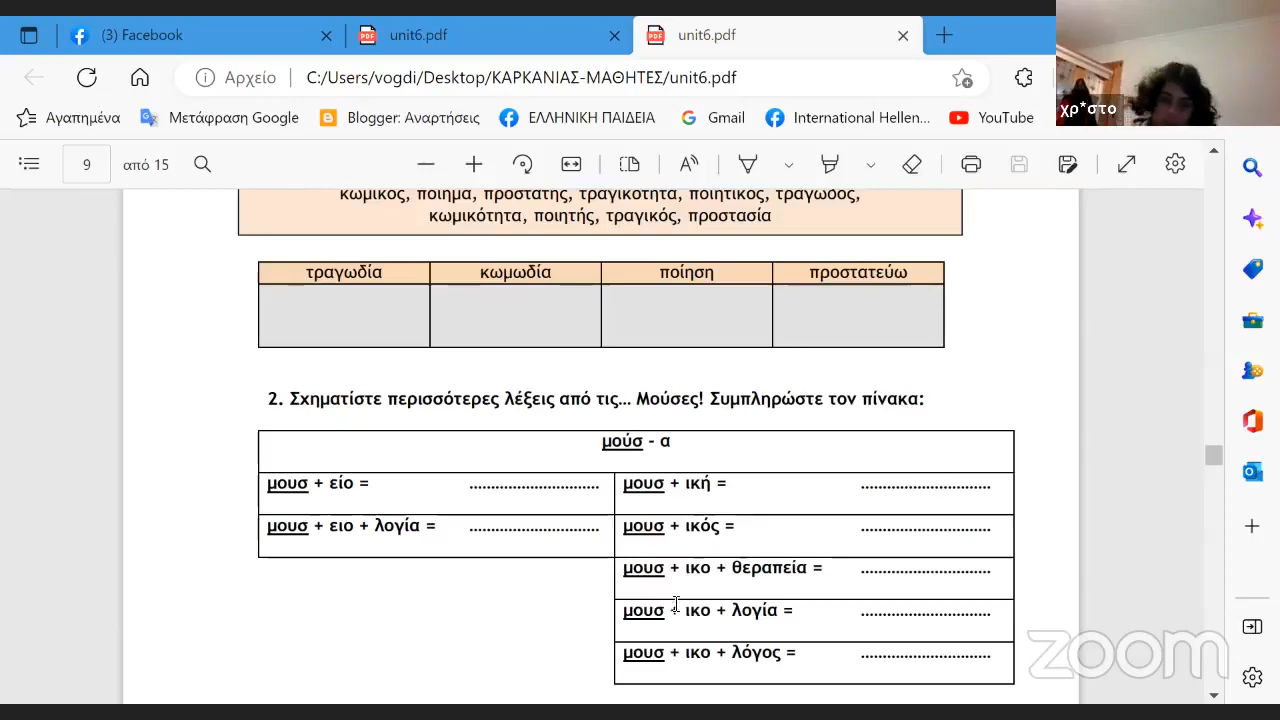 (3) Facebook
unit6.pdf
unit6.pdf
Αρχείο
C:/Users/vogdi/Desktop/ΚΑΡΚΑΝΙΑΣ-ΜΑΘΗΤΕΣ/unit6.pdf
Αγαπημένα
Μετάφραση Google
Blogger: Αναρτήσεις
ΕΛΛΗΝΙΚΗ ΠΑΙΔΕΙΑ
Gmail
International Hellen...
YouTube
χρ*στο
9
από 15
κωμικός, ποίημα, προστάτης, τραγικότητα, ποιητικός, τραγωδός,
κωμικότητα, ποιητής, τραγικός, προστασία
τραγωδία
κωμωδία
ποίηση
προστατεύω
2. Σχηματίστε περισσότερες λέξεις από τις… Μούσες! Συμπληρώστε τον πίνακα:
μούσ - α
μουσ + είο = ..............................
μουσ + ική = ..............................
μουσ + ειο + λογία = ..............................
μουσ + ικός = ..............................
μουσ + ικο + θεραπεία = ..............................
μουσ + ικο + λογία = ..............................
μουσ + ικο + λόγος = ..............................
zoom